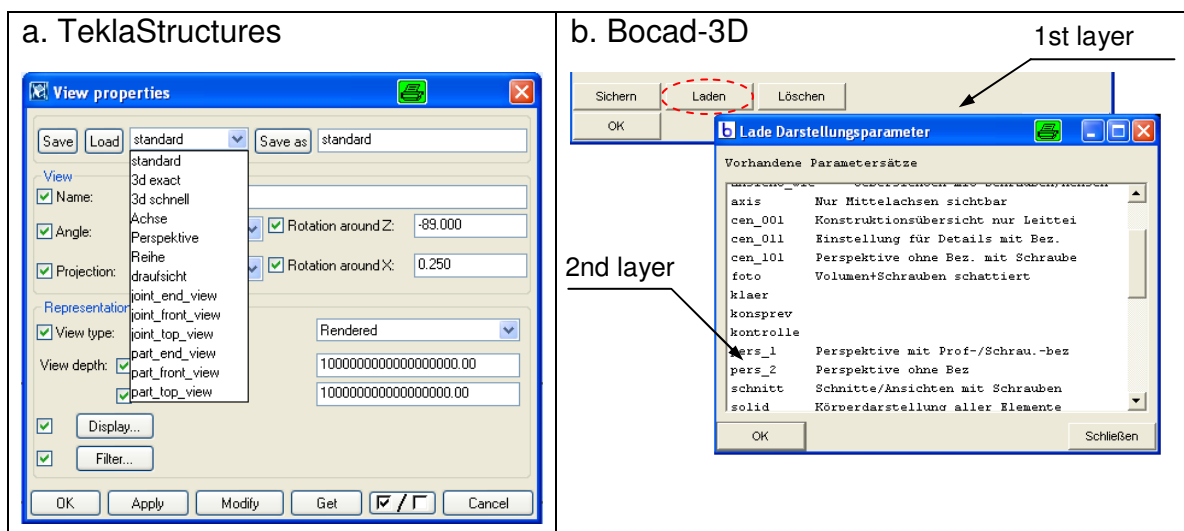 a. TeklaStructures
View properties
Save Load standard Save as standard
standard
3d exact
3d schnell
Achse
Perspektive
Reihe
draufsicht
joint_end_view
joint_front_view
joint_top_view
part_end_view
part_front_view
part_top_view
View
Name:
Angle: Rotation around Z: -89.000
Projection: Rotation around X: 0.250
Representation
View type: Rendered
View depth: 1000000000000000000.00
100000000000000000.00
Display...
Filter...
OK Apply Modify Get / Cancel
b. Bocad-3D
1st layer
Sichern Laden Löschen
OK
Lade Darstellungsparameter
Vorhandene Parametersätze
axis Nur Mittelachsen sichtbar
cen_001 Konstruktionsübersicht nur Leittei
cen_011 Einstellung für Details mit Bez.
cen_101 Perspektive ohne Bez. mit Schraube
foto Volumen+Schrauben schattiert
klaer
konsprev
kontrolle
pers_1 Perspektive mit Prof-/Schrau.-bez
pers_2 Perspektive ohne Bez
schnitt Schnitte/Ansichten mit Schrauben
solid Körperdarstellung aller Elemente
OK Schließen
2nd layer